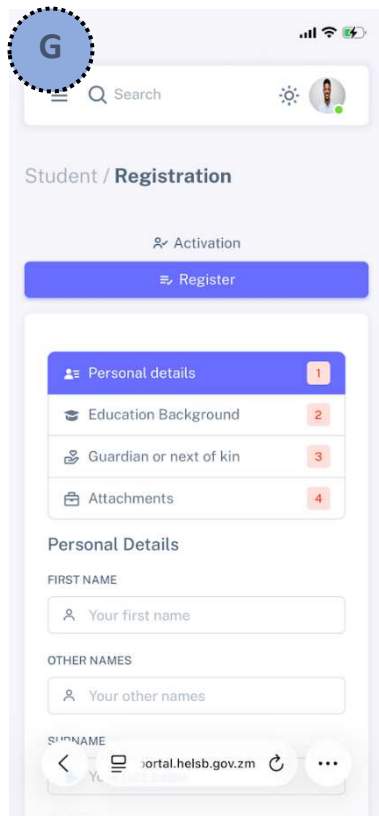 G
Search
Student / Registration
Activation
Register
Personal details 1
Education Background 2
Guardian or next of kin 3
Attachments 4
Personal Details
FIRST NAME
Your first name
OTHER NAMES
Your other names
SURNAME
portal.helsb.gov.zm